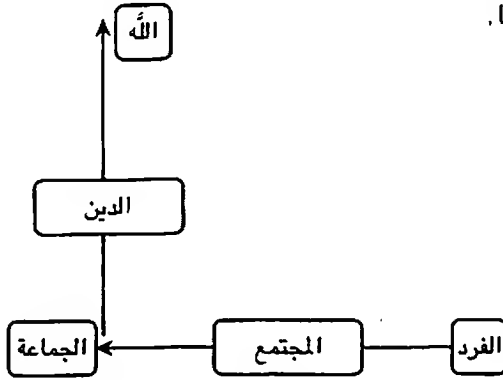 ا،
الله
الدين
الفرد المجتمع الجماعة